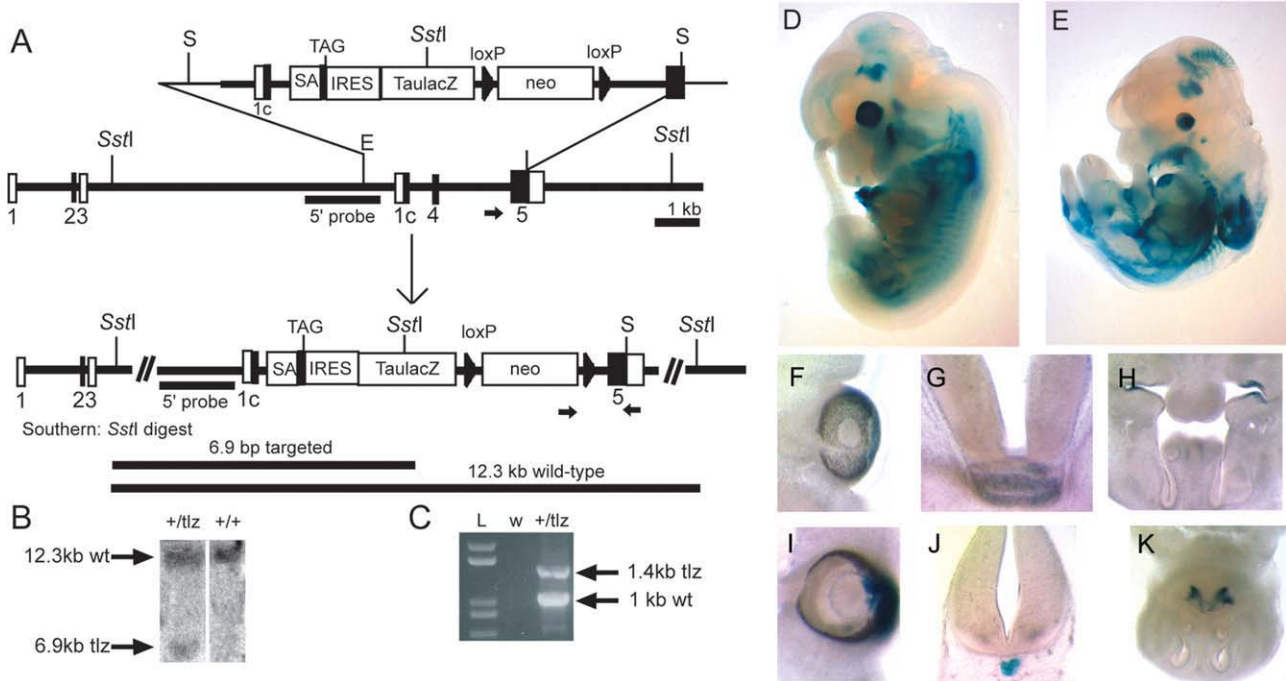 A
S
TAG
SstI
loxP
loxP
S
SA
IRES
TaulacZ
neo
1c
SstI
E
SstI
1
23
5' probe
1c
4
5
1 kb
SstI
TAG
SstI
loxP
S
SstI
SA
IRES
TaulacZ
neo
1
23
5' probe
1c
5
Southern: SstI digest
6.9 bp targeted
12.3 kb wild-type
B
+/tlz
+/+
12.3kb wt
6.9kb tlz
C
L
w
+/tlz
1.4kb tlz
1 kb wt
D
E
F
G
H
I
J
K